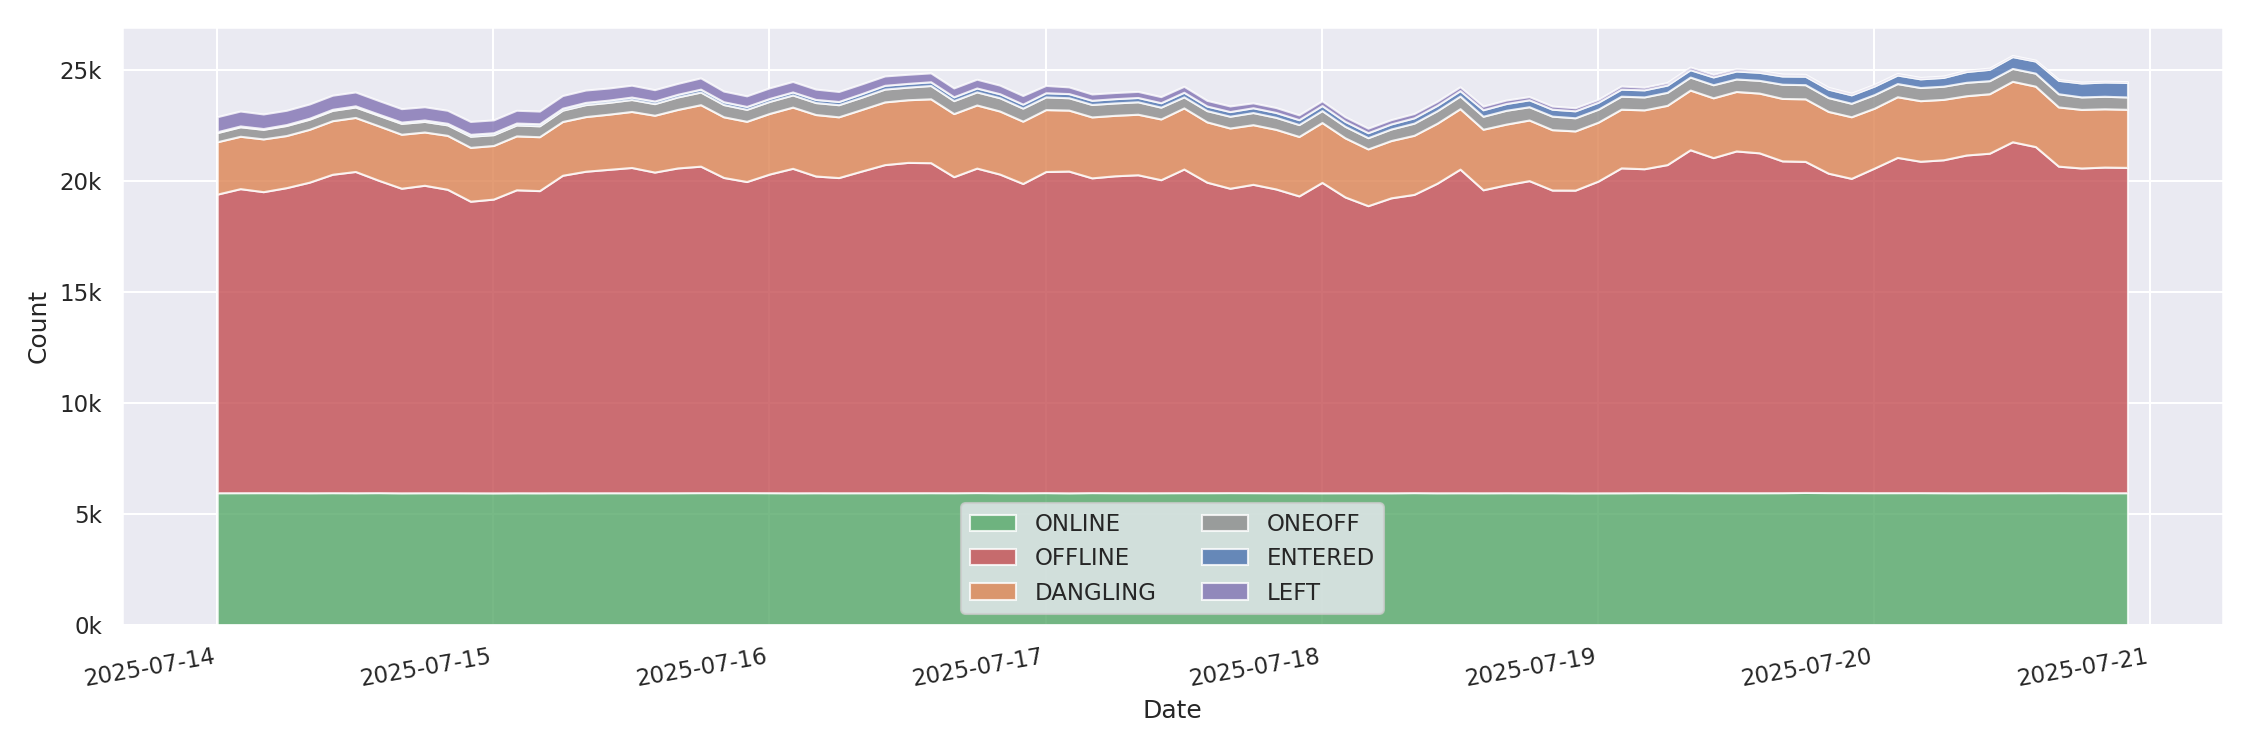 25k
20k
15k
10k
5k
0k
Count
ONLINE
OFFLINE
DANGLING
ONEOFF
ENTERED
LEFT
2025-07-14
2025-07-15
2025-07-16
2025-07-17
2025-07-18
2025-07-19
2025-07-20
2025-07-21
Date